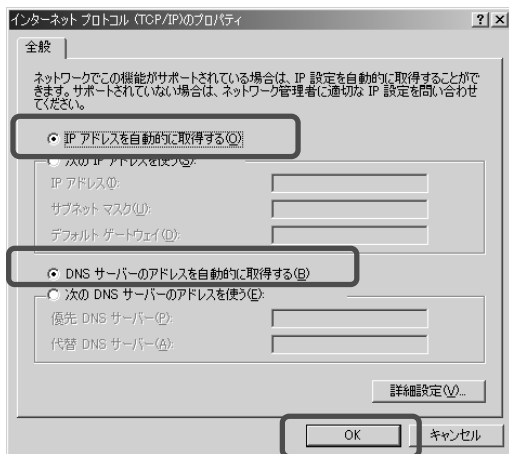 インターネット プロトコル (TCP/IP)のプロパティ
全般
ネットワークでこの機能がサポートされている場合は、IP 設定を自動的に取得することがで
きます。サポートされていない場合は、ネットワーク管理者に適切な IP 設定を問い合わせ
てください。
IP アドレスを自動的に取得する(O)
次の IP アドレスを使う(S):
IP アドレス(I):
サブネット マスク(U):
デフォルト ゲートウェイ(D):
DNS サーバーのアドレスを自動的に取得する(B)
次の DNS サーバーのアドレスを使う(E):
優先 DNS サーバー(P):
代替 DNS サーバー(A):
詳細設定(V)...
OK
キャンセル